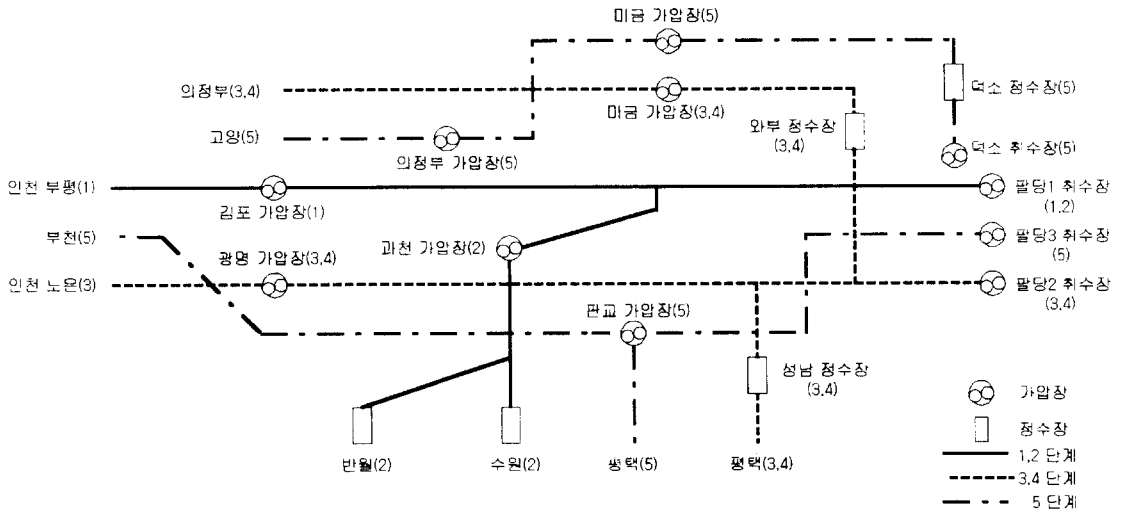 미금 가압장(5)
의정부(3,4)
미금 가압장(3,4)
덕소 정수장(5)
고양(5)
와부 정수장
(3,4)
의정부 가압장(5)
덕소 취수장(5)
인천 부평(1)
김포 가압장(1)
팔당1 취수장
(1,2)
부천(5)
과천 가압장(2)
팔당3 취수장
(5)
광명 가압장(3,4)
인천 노온(3)
팔당2 취수장
(3,4)
판교 가압장(5)
성남 정수장
(3,4)
가압장
정수장
반월(2)
수원(2)
평택(5)
평택(3,4)
1,2 단계
3,4 단계
5 단계